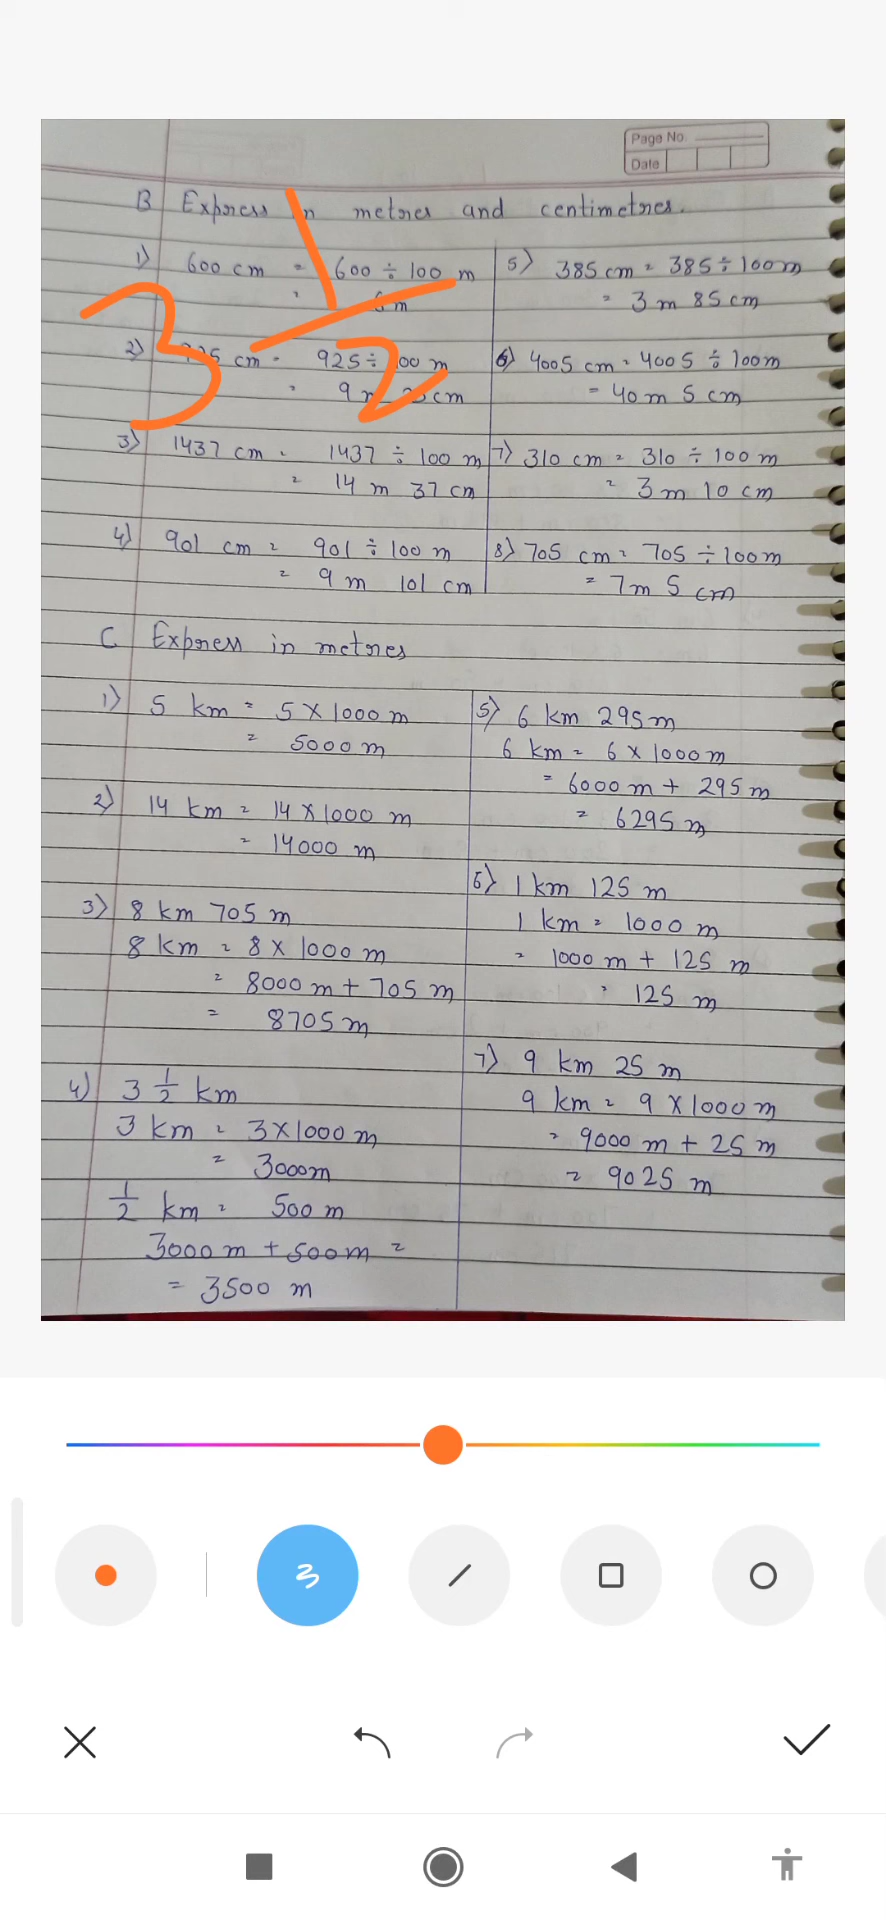 Page No.
Date
B Express in metres and centimetres.
1) 600 cm = 600 ÷ 100 m
= 6 m
2) 925 cm = 925 ÷ 100 m
= 9 m cm
3) 1437 cm = 1437 ÷ 100 m
= 14 m 37 cm
4) 901 cm = 901 ÷ 100 m
= 9 m 101 cm
5) 385 cm = 385 ÷ 100 m
= 3 m 85 cm
6) 4005 cm = 4005 ÷ 100 m
= 40 m 5 cm
7) 310 cm = 310 ÷ 100 m
= 3 m 10 cm
8) 705 cm = 705 ÷ 100 m
= 7 m 5 cm
3 1/2
C Express in metres
1) 5 km = 5 × 1000 m
= 5000 m
2) 14 km = 14 × 1000 m
= 14000 m
3) 8 km 705 m
8 km = 8 × 1000 m
= 8000 m + 705 m
= 8705 m
4) 3 1/2 km
3 km = 3 × 1000 m
= 3000 m
1/2 km = 500 m
3000 m + 500 m =
= 3500 m
5) 6 km 295 m
6 km = 6 × 1000 m
= 6000 m + 295 m
= 6295 m
6) 1 km 125 m
1 km = 1000 m
= 1000 m + 125 m
= 125 m
7) 9 km 25 m
9 km = 9 × 1000 m
= 9000 m + 25 m
= 9025 m